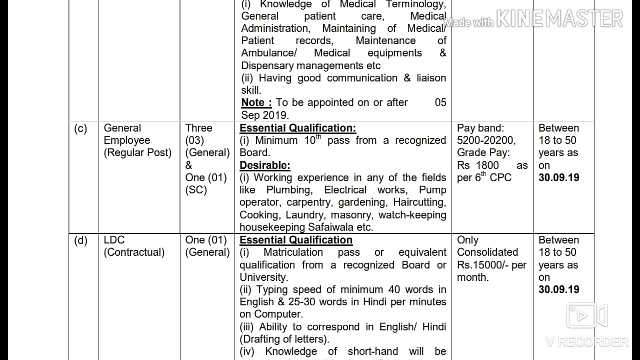 (i) Knowledge of Medical Terminology,
General patient care, Medical
Administration, Maintaining of Medical/
Patient records, Maintenance of
Ambulance/ Medical equipments &
Dispensary managements etc
(ii) Having good communication & liaison
skill.
Note : To be appointed on or after 05
Sep 2019.
Made with KINEMASTER
(c) General Employee (Regular Post)
Three (03) (General) & One (01) (SC)
Essential Qualification:
(i) Minimum 10th pass from a recognized
Board.
Desirable:
(i) Working experience in any of the fields
like Plumbing, Electrical works, Pump
operator, carpentry, gardening, Haircutting,
Cooking, Laundry, masonry, watch-keeping
housekeeping Safaiwala etc.
Pay band:
5200-20200,
Grade Pay:
Rs 1800 as
per 6th CPC
Between
18 to 50
years as
on
30.09.19
(d) LDC (Contractual)
One (01) (General)
Essential Qualification
(i) Matriculation pass or equivalent
qualification from a recognized Board or
University.
(ii) Typing speed of minimum 40 words in
English & 25-30 words in Hindi per minutes
on Computer.
(iii) Ability to correspond in English/ Hindi
(Drafting of letters).
(iv) Knowledge of short-hand will be
Only
Consolidated
Rs.15000/- per
month.
Between
18 to 50
years as
on
30.09.19
V RECORDER